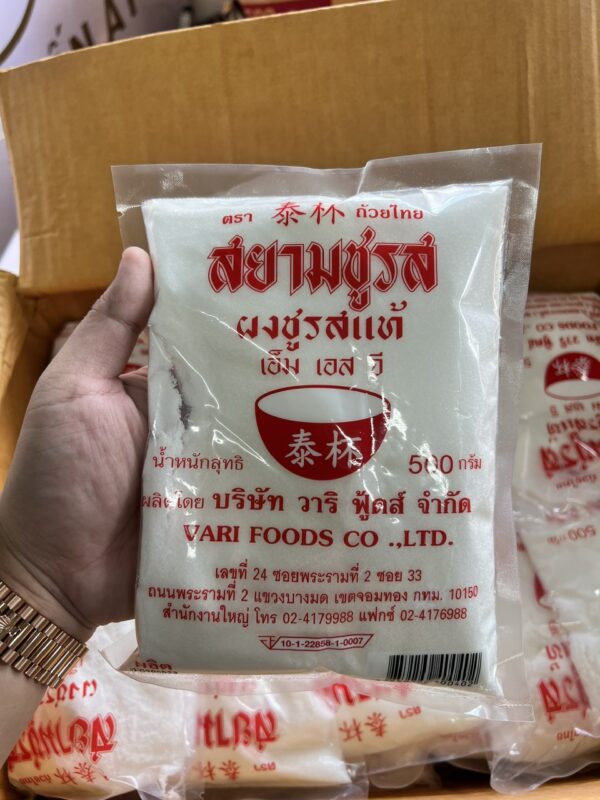 ตรา 泰杯 ถ้วยไทย
สยามชูรส
ผงชูรสแท้
เอ็ม เอส จี
泰杯
น้ำหนักสุทธิ 500 กรัม
ผลิตโดย บริษัท วาริ ฟู้ดส์ จำกัด
VARI FOODS CO .,LTD.
เลขที่ 24 ซอยพระรามที่ 2 ซอย 33
ถนนพระรามที่ 2 แขวงบางมด เขตจอมทอง กทม. 10150
สำนักงานใหญ่ โทร 02-4179988 แฟกซ์ 02-4176988
10-1-22858-1-0007
ผลิต